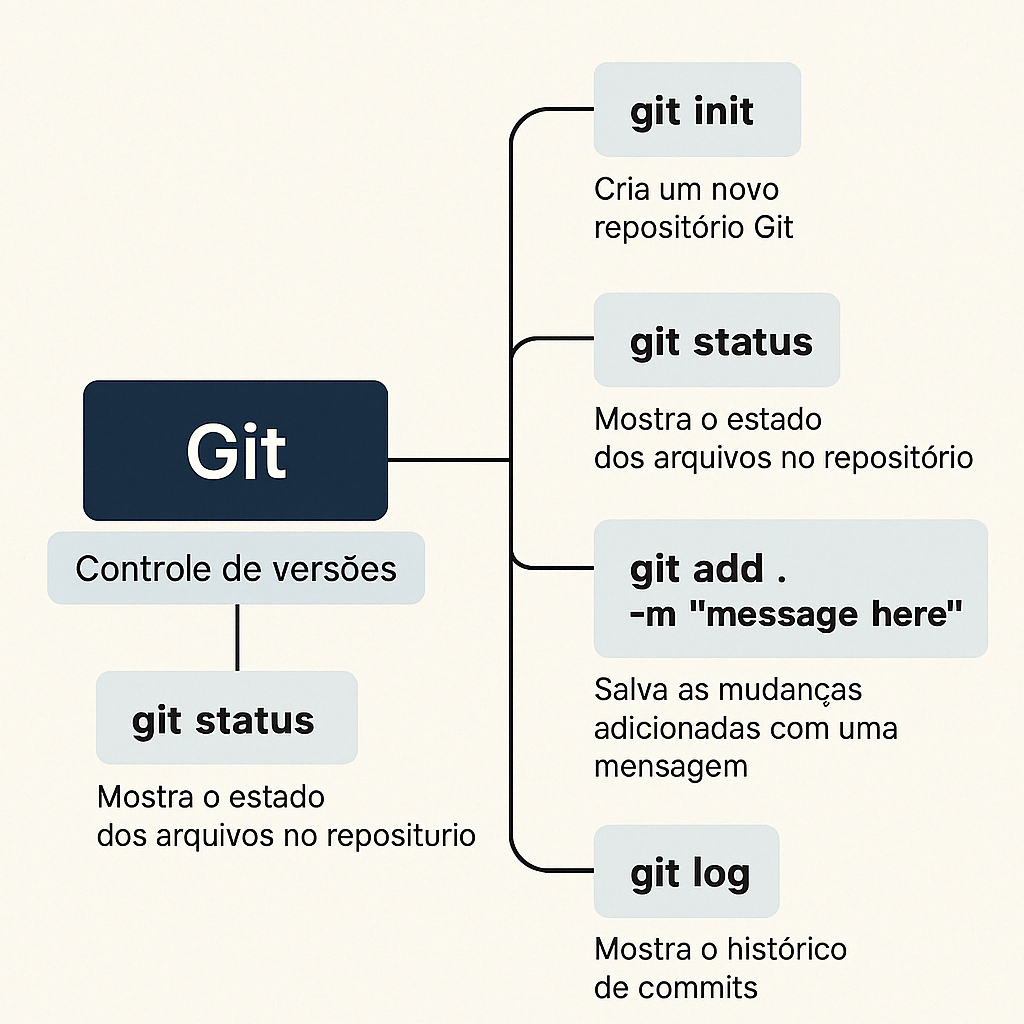 Git
Controle de versŏes
git status
Mostra o estado
dos arquivos no repositurio
git init
Cria um novo
repositório Git
git status
Mostra o estado
dos arquivos no repositório
git add .
-m "message here"
Salva as mudanças
adicionadas com uma
mensagem
git log
Mostra o histórico
de commits